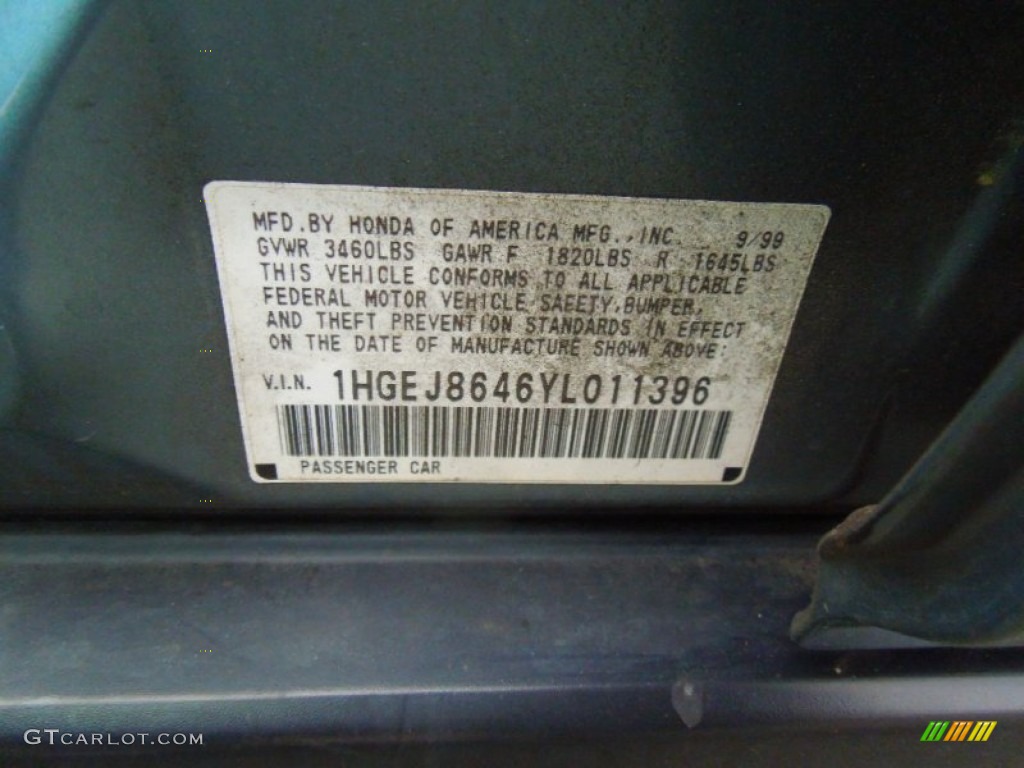 MFD.BY HONDA OF AMERICA MFG.,INC. 9/99
GVWR 3460LBS GAWR F 1820LBS R 1645LBS
THIS VEHICLE CONFORMS TO ALL APPLICABLE
FEDERAL MOTOR VEHICLE SAFETY,BUMPER,
AND THEFT PREVENTION STANDARDS IN EFFECT
ON THE DATE OF MANUFACTURE SHOWN ABOVE:
V.I.N. 1HGEJ8646YL011396
PASSENGER CAR
GTCARLOT.COM